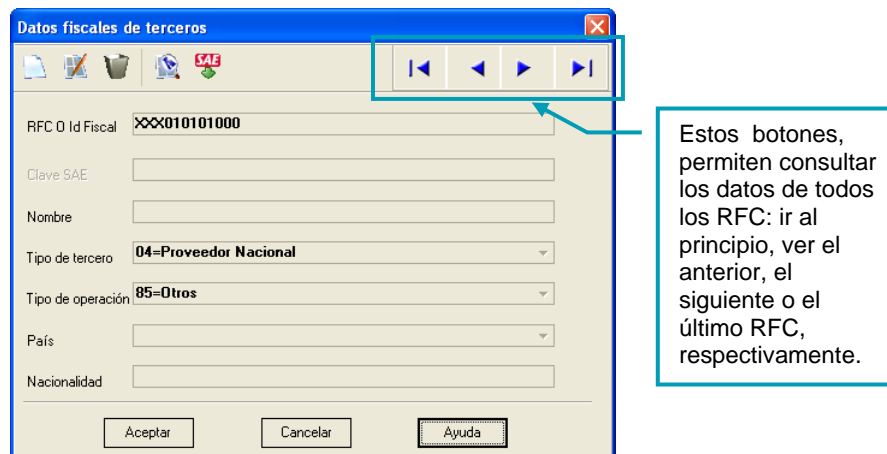 Datos fiscales de terceros
SAE
RFC O Id Fiscal XXX010101000
Clave SAE
Nombre
Tipo de tercero 04=Proveedor Nacional
Tipo de operación 85=Otros
País
Nacionalidad
Aceptar Cancelar Ayuda
Estos botones,
permiten consultar
los datos de todos
los RFC: ir al
principio, ver el
anterior, el
siguiente o el
último RFC,
respectivamente.